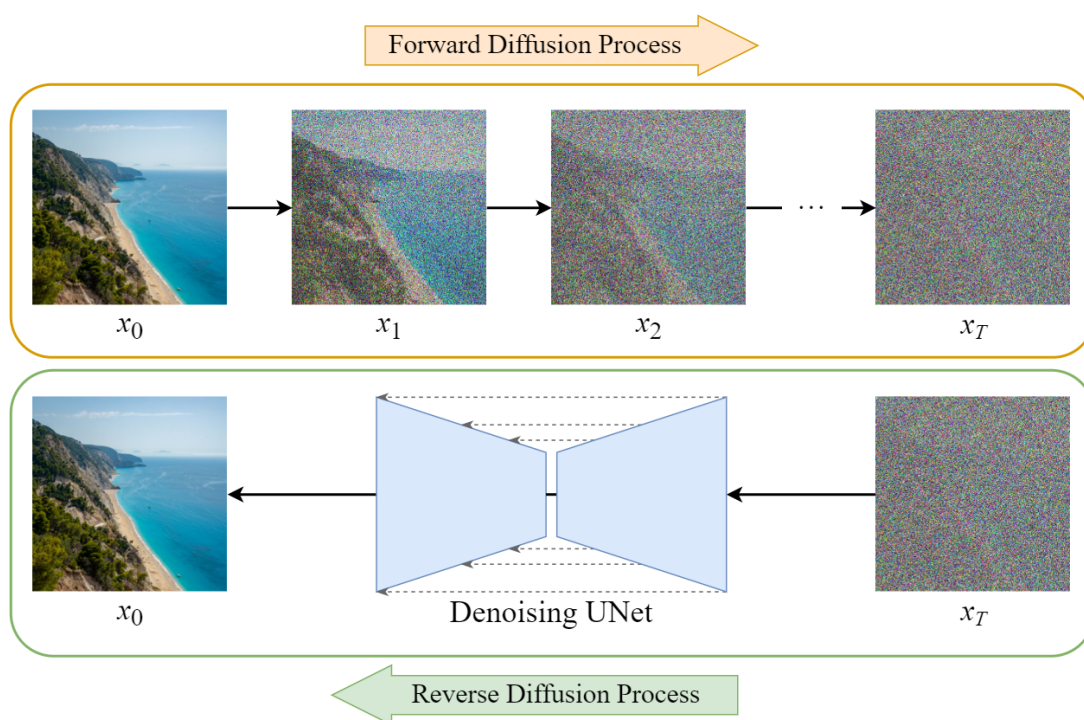 Forward Diffusion Process
x0
x1
x2
...
xT
Denoising UNet
x0
xT
Reverse Diffusion Process